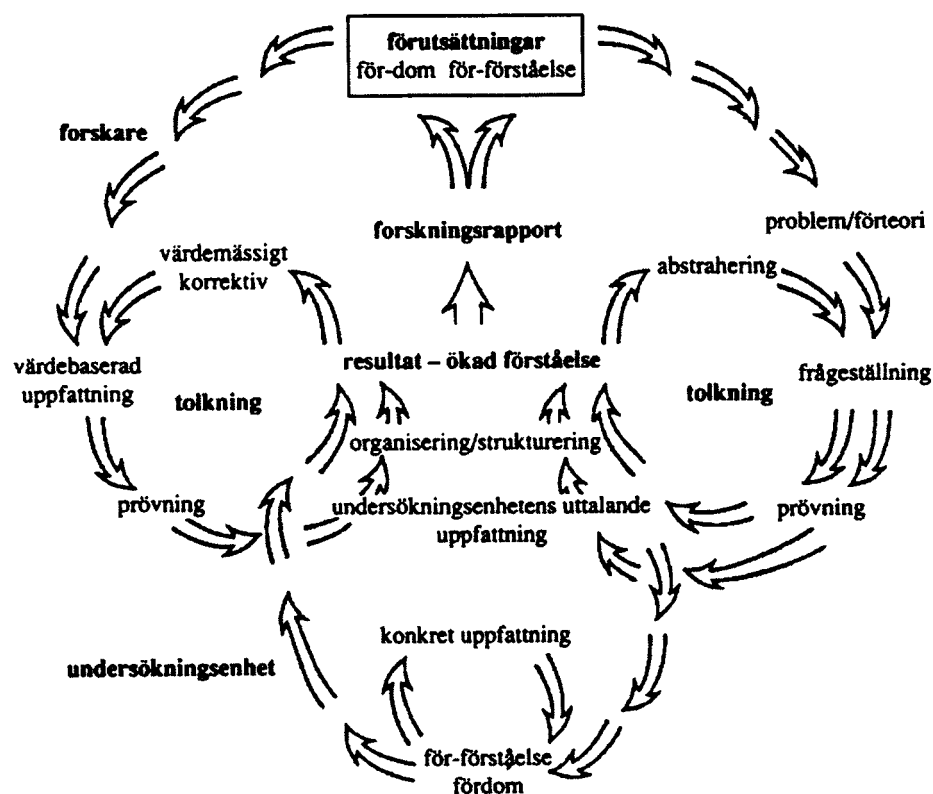 förutsättningar
för-dom för-förståelse
forskare
forskningsrapport
problem/förteori
värdemässigt
korrektiv
abstrahering
värdebaserad
uppfattning
resultat – ökad förståelse
frågeställning
tolkning
tolkning
organisering/strukturering
prövning
undersökningsenhetens uttalande
uppfattning
prövning
konkret uppfattning
undersökningsenhet
för-förståelse
fördom